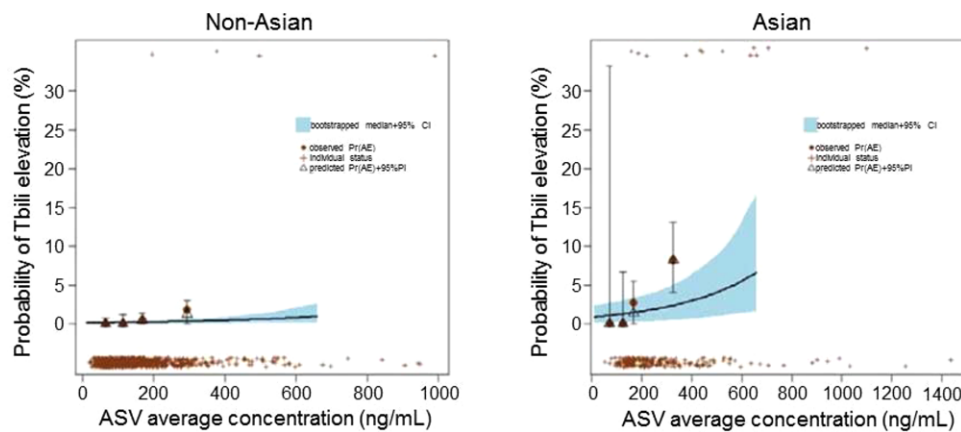 Non-Asian
Probability of Tbili elevation (%)
30
25
20
15
10
5
0
bootstrapped median+95% CI
observed Pr(AE)
individual status
predicted Pr(AE)+95%PI
0 200 400 600 800 1000
ASV average concentration (ng/mL)
Asian
Probability of Tbili elevation (%)
30
25
20
15
10
5
0
bootstrapped median+95% CI
observed Pr(AE)
individual status
predicted Pr(AE)+95%PI
0 200 400 600 800 1000 1200 1400
ASV average concentration (ng/mL)